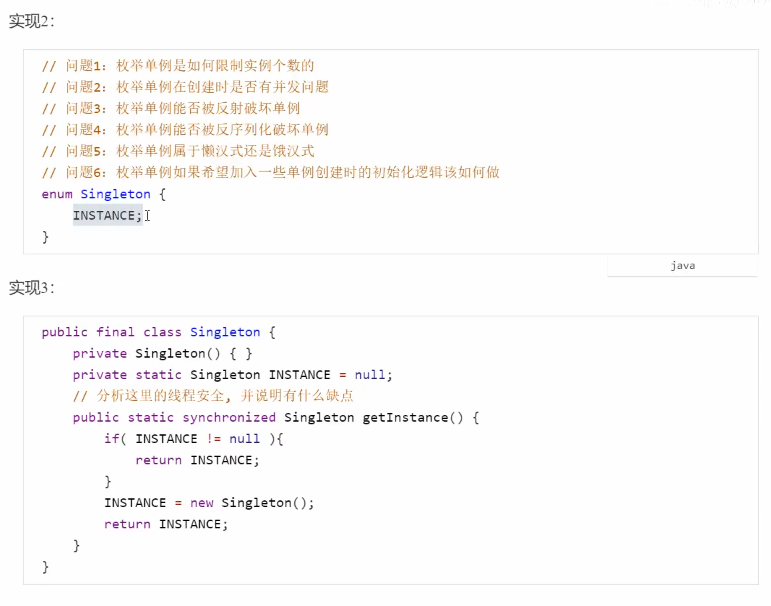 实现2：
// 问题1：枚举单例是如何限制实例个数的
// 问题2：枚举单例在创建时是否有并发问题
// 问题3：枚举单例能否被反射破坏单例
// 问题4：枚举单例能否被反序列化破坏单例
// 问题5：枚举单例属于懒汉式还是饿汉式
// 问题6：枚举单例如果希望加入一些单例创建时的初始化逻辑该如何做
enum Singleton {
    INSTANCE;
}
java
实现3：
public final class Singleton {
    private Singleton() { }
    private static Singleton INSTANCE = null;
    // 分析这里的线程安全, 并说明有什么缺点
    public static synchronized Singleton getInstance() {
        if( INSTANCE != null ){
            return INSTANCE;
        }
        INSTANCE = new Singleton();
        return INSTANCE;
    }
}